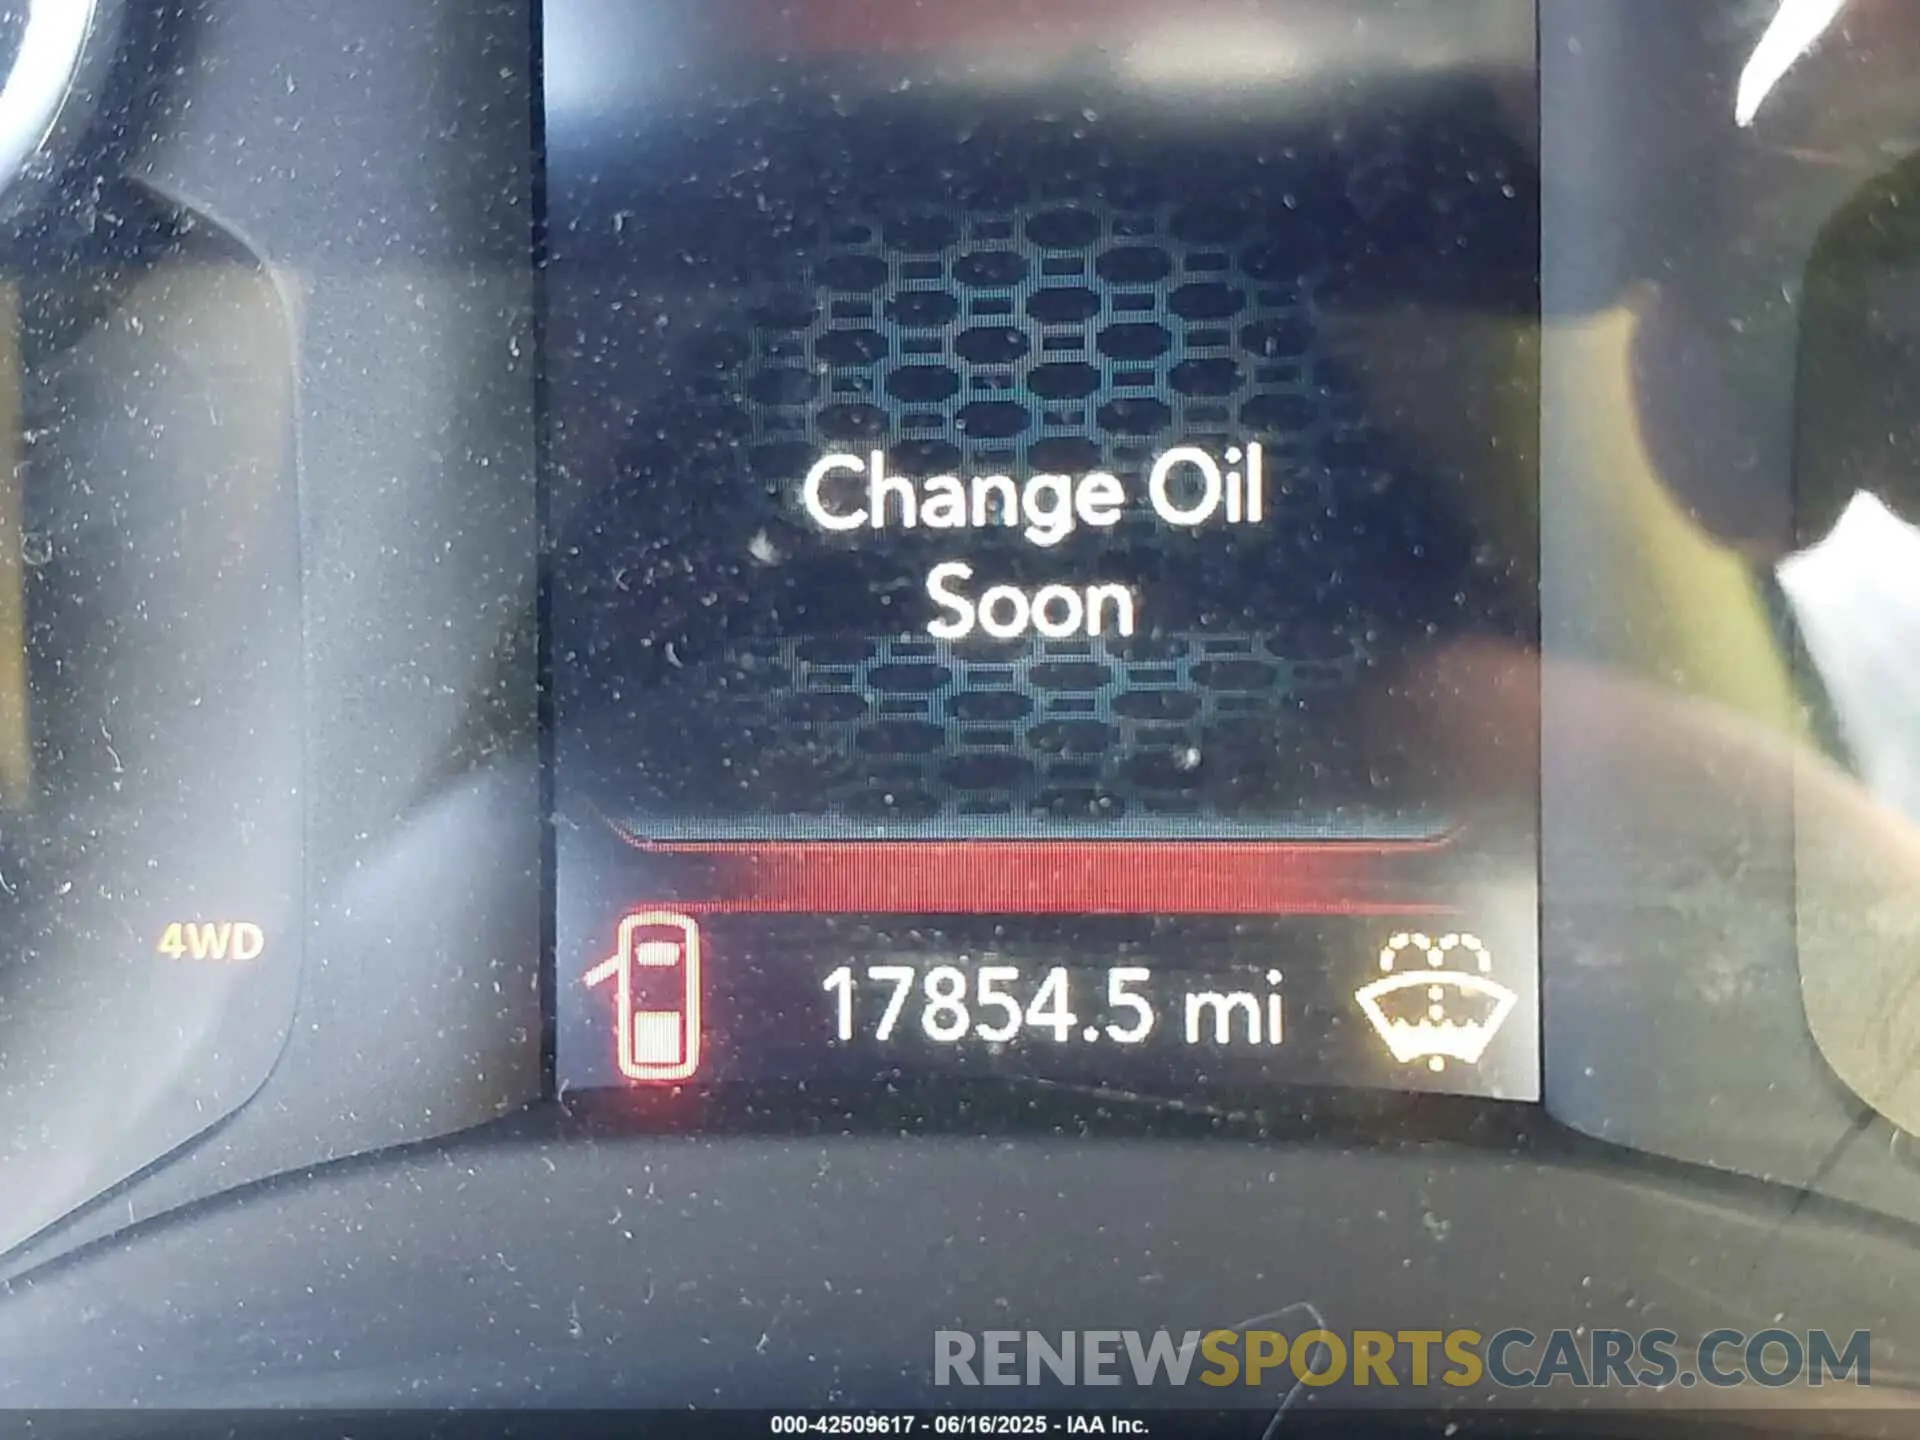 Change Oil
Soon
4WD
17854.5 mi
RENEWSPORTSCARS.COM
000-42509617 - 06/16/2025 - IAA Inc.